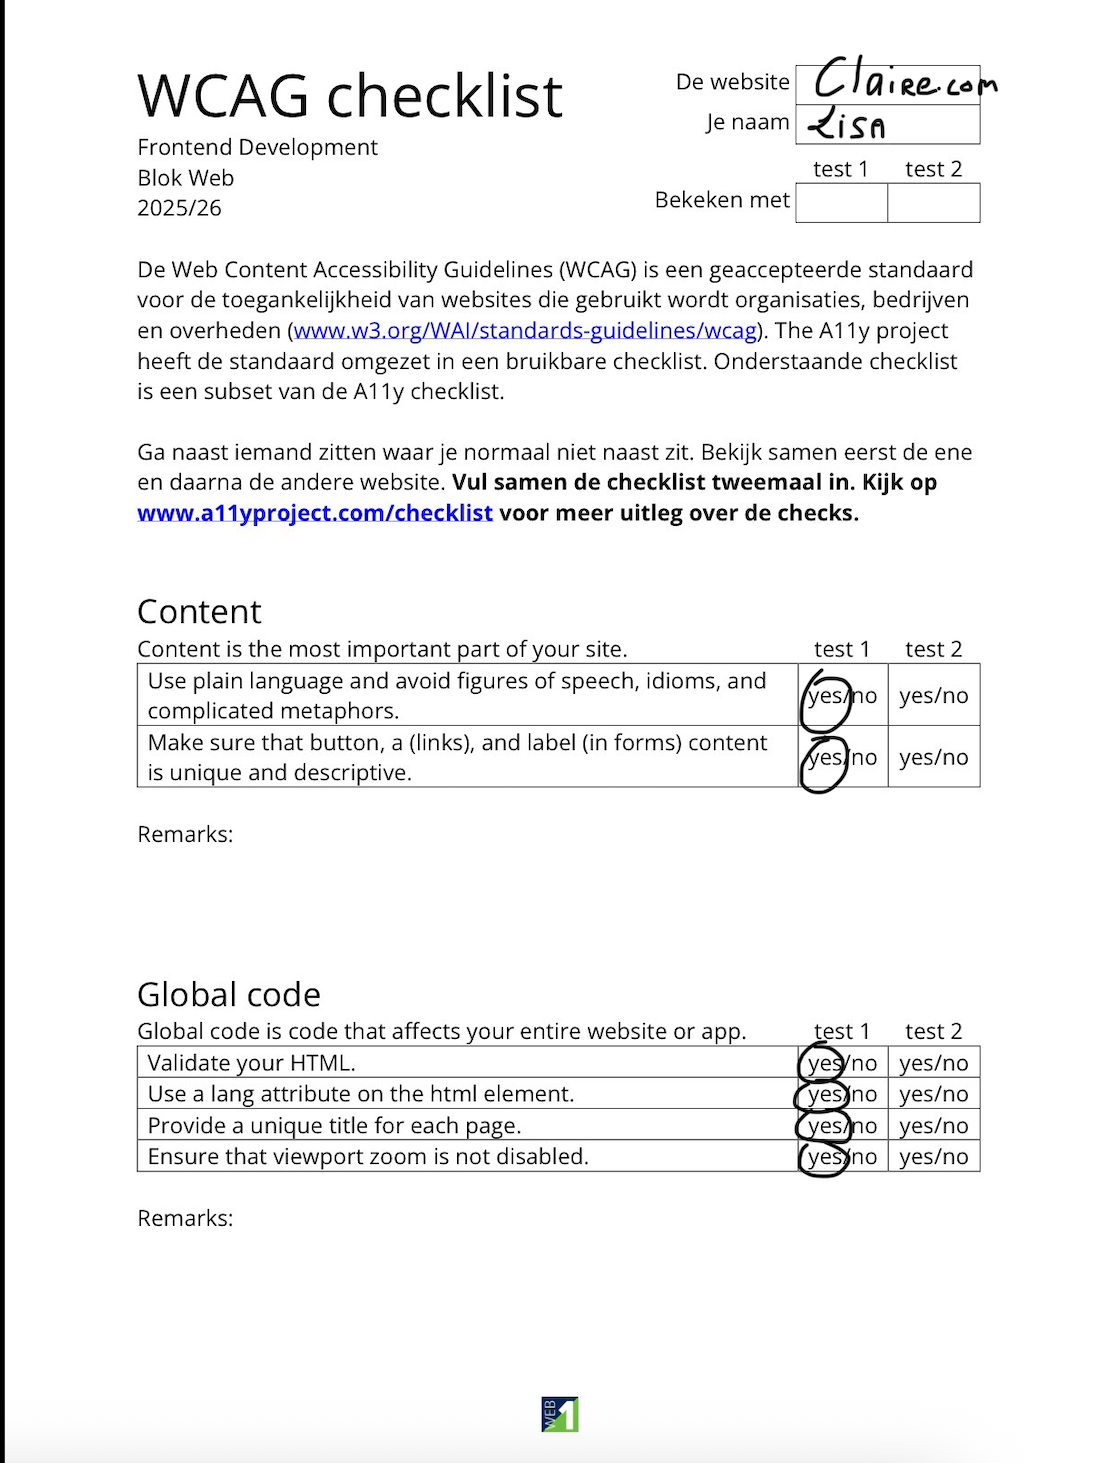 WCAG checklist
Frontend Development
Blok Web
2025/26
De website Claire.com
Je naam Lisa
test 1 test 2
Bekeken met
De Web Content Accessibility Guidelines (WCAG) is een geaccepteerde standaard
voor de toegankelijkheid van websites die gebruikt wordt organisaties, bedrijven
en overheden (www.w3.org/WAI/standards-guidelines/wcag). The A11y project
heeft de standaard omgezet in een bruikbare checklist. Onderstaande checklist
is een subset van de A11y checklist.
Ga naast iemand zitten waar je normaal niet naast zit. Bekijk samen eerst de ene
en daarna de andere website. Vul samen de checklist tweemaal in. Kijk op
www.a11yproject.com/checklist voor meer uitleg over de checks.
Content
Content is the most important part of your site. test 1 test 2
Use plain language and avoid figures of speech, idioms, and
complicated metaphors. yes/no yes/no
Make sure that button, a (links), and label (in forms) content
is unique and descriptive. yes/no yes/no
Remarks:
Global code
Global code is code that affects your entire website or app. test 1 test 2
Validate your HTML. yes/no yes/no
Use a lang attribute on the html element. yes/no yes/no
Provide a unique title for each page. yes/no yes/no
Ensure that viewport zoom is not disabled. yes/no yes/no
Remarks:
WEB 1